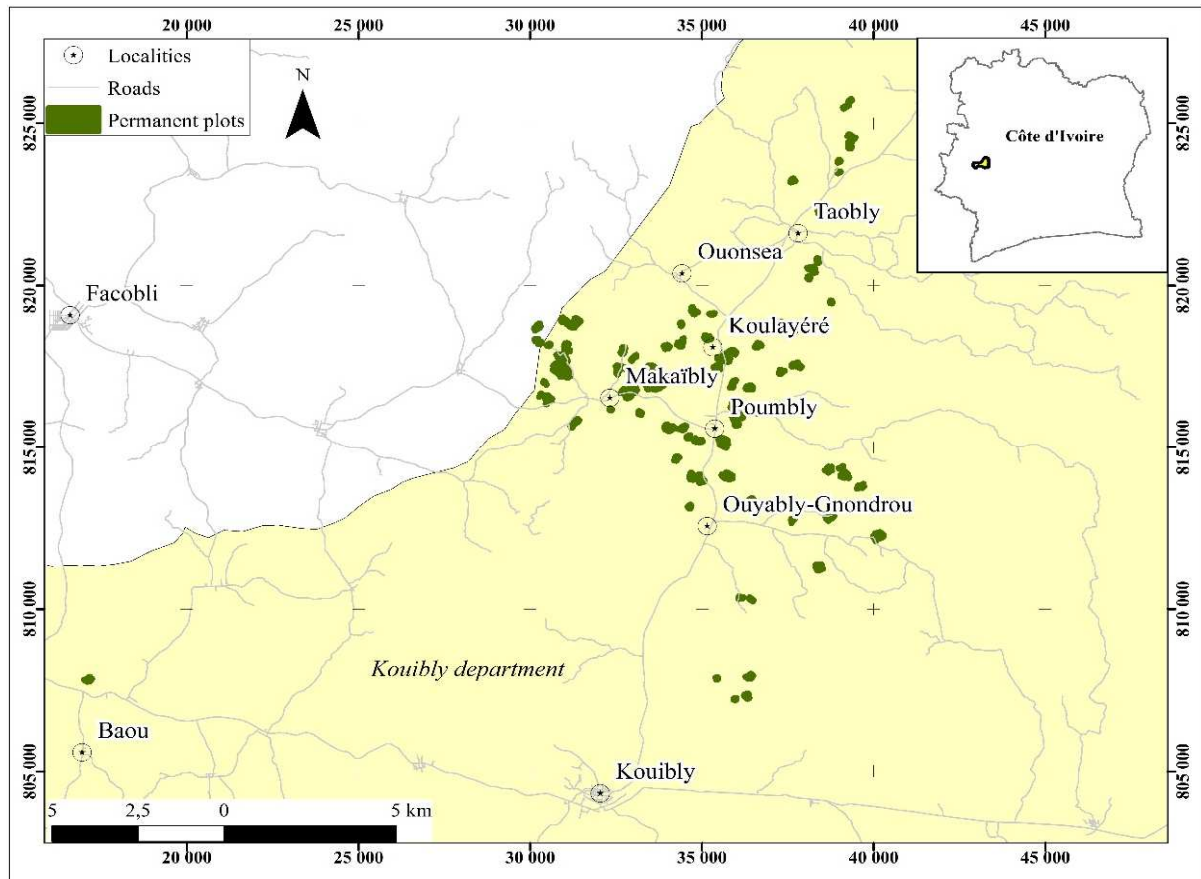 20 000 25 000 30 000 35 000 40 000 45 000
Localities
Roads
Permanent plots
N
Côte d'Ivoire
825 000 825 000
Taobly
Ouonsea
820 000 820 000
Facobli
Koulayéré
Makaïbly
Poumbly
815 000 815 000
Ouyably-Gnondrou
810 000 810 000
Kouibly department
Baou
805 000 805 000
Kouibly
5 2,5 0 5 km
20 000 25 000 30 000 35 000 40 000 45 000